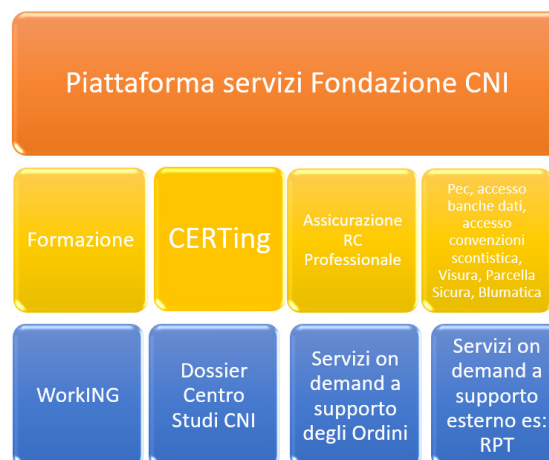 Piattaforma servizi Fondazione CNI
Formazione
CERTing
Assicurazione
RC
Professionale
Pec, accesso
banche dati,
accesso
convenzioni
scontistica,
Visura, Parcella
Sicura, Blumatica
WorkING
Dossier
Centro
Studi CNI
Servizi on
demand a
supporto
degli Ordini
Servizi on
demand a
supporto
esterno es:
RPT